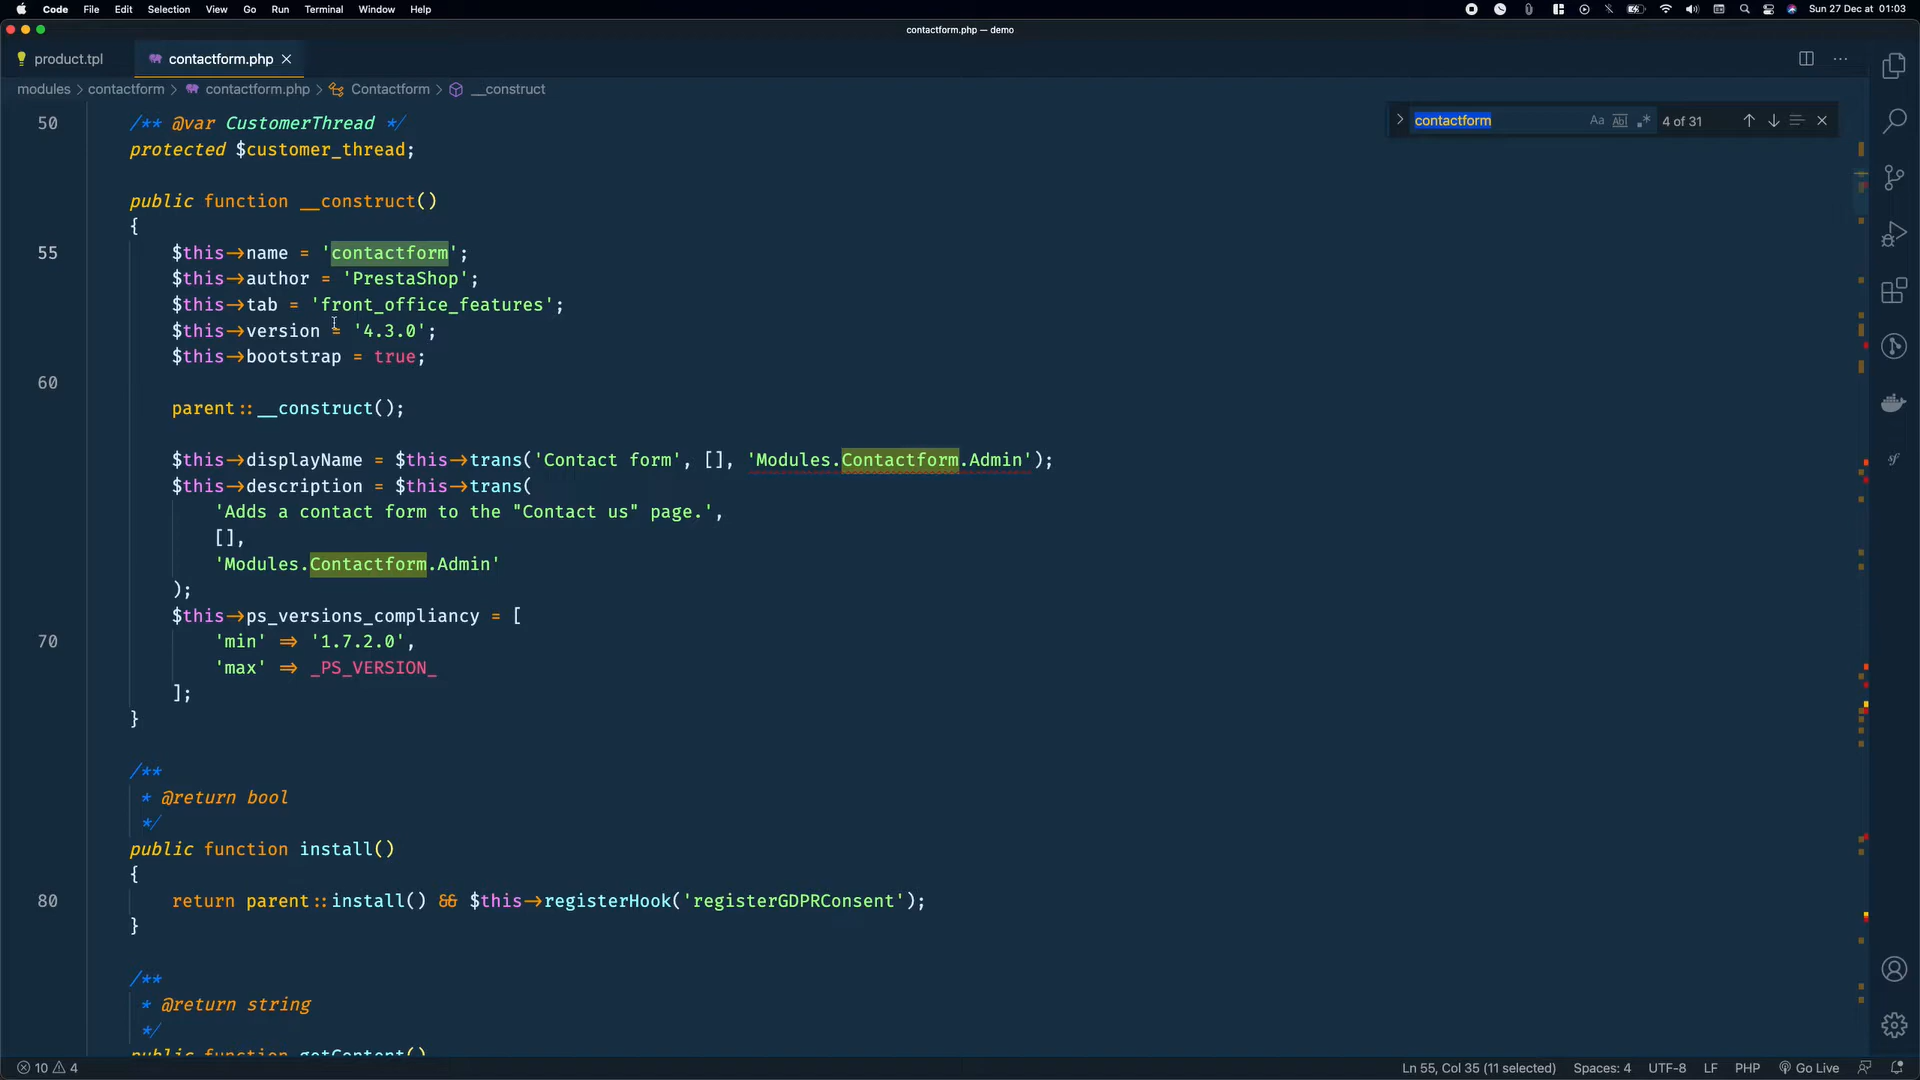 Code File Edit Selection View Go Run Terminal Window Help Sun 27 Dec at 01:03
contactform.php — demo
product.tpl contactform.php
modules > contactform > contactform.php > Contactform > __construct
contactform Aa Abl .* 4 of 31
50 /** @var CustomerThread */
protected $customer_thread;
public function __construct()
{
55 $this->name = 'contactform';
$this->author = 'PrestaShop';
$this->tab = 'front_office_features';
$this->version = '4.3.0';
$this->bootstrap = true;
60
parent::__construct();
$this->displayName = $this->trans('Contact form', [], 'Modules.Contactform.Admin');
$this->description = $this->trans(
'Adds a contact form to the "Contact us" page.',
[],
'Modules.Contactform.Admin'
);
$this->ps_versions_compliancy = [
70 'min' => '1.7.2.0',
'max' => _PS_VERSION_
];
}
/**
* @return bool
*/
public function install()
{
80 return parent::install() && $this->registerHook('registerGDPRConsent');
}
/**
* @return string
*/
public function getContent()
10 4 Ln 55, Col 35 (11 selected) Spaces: 4 UTF-8 LF PHP Go Live